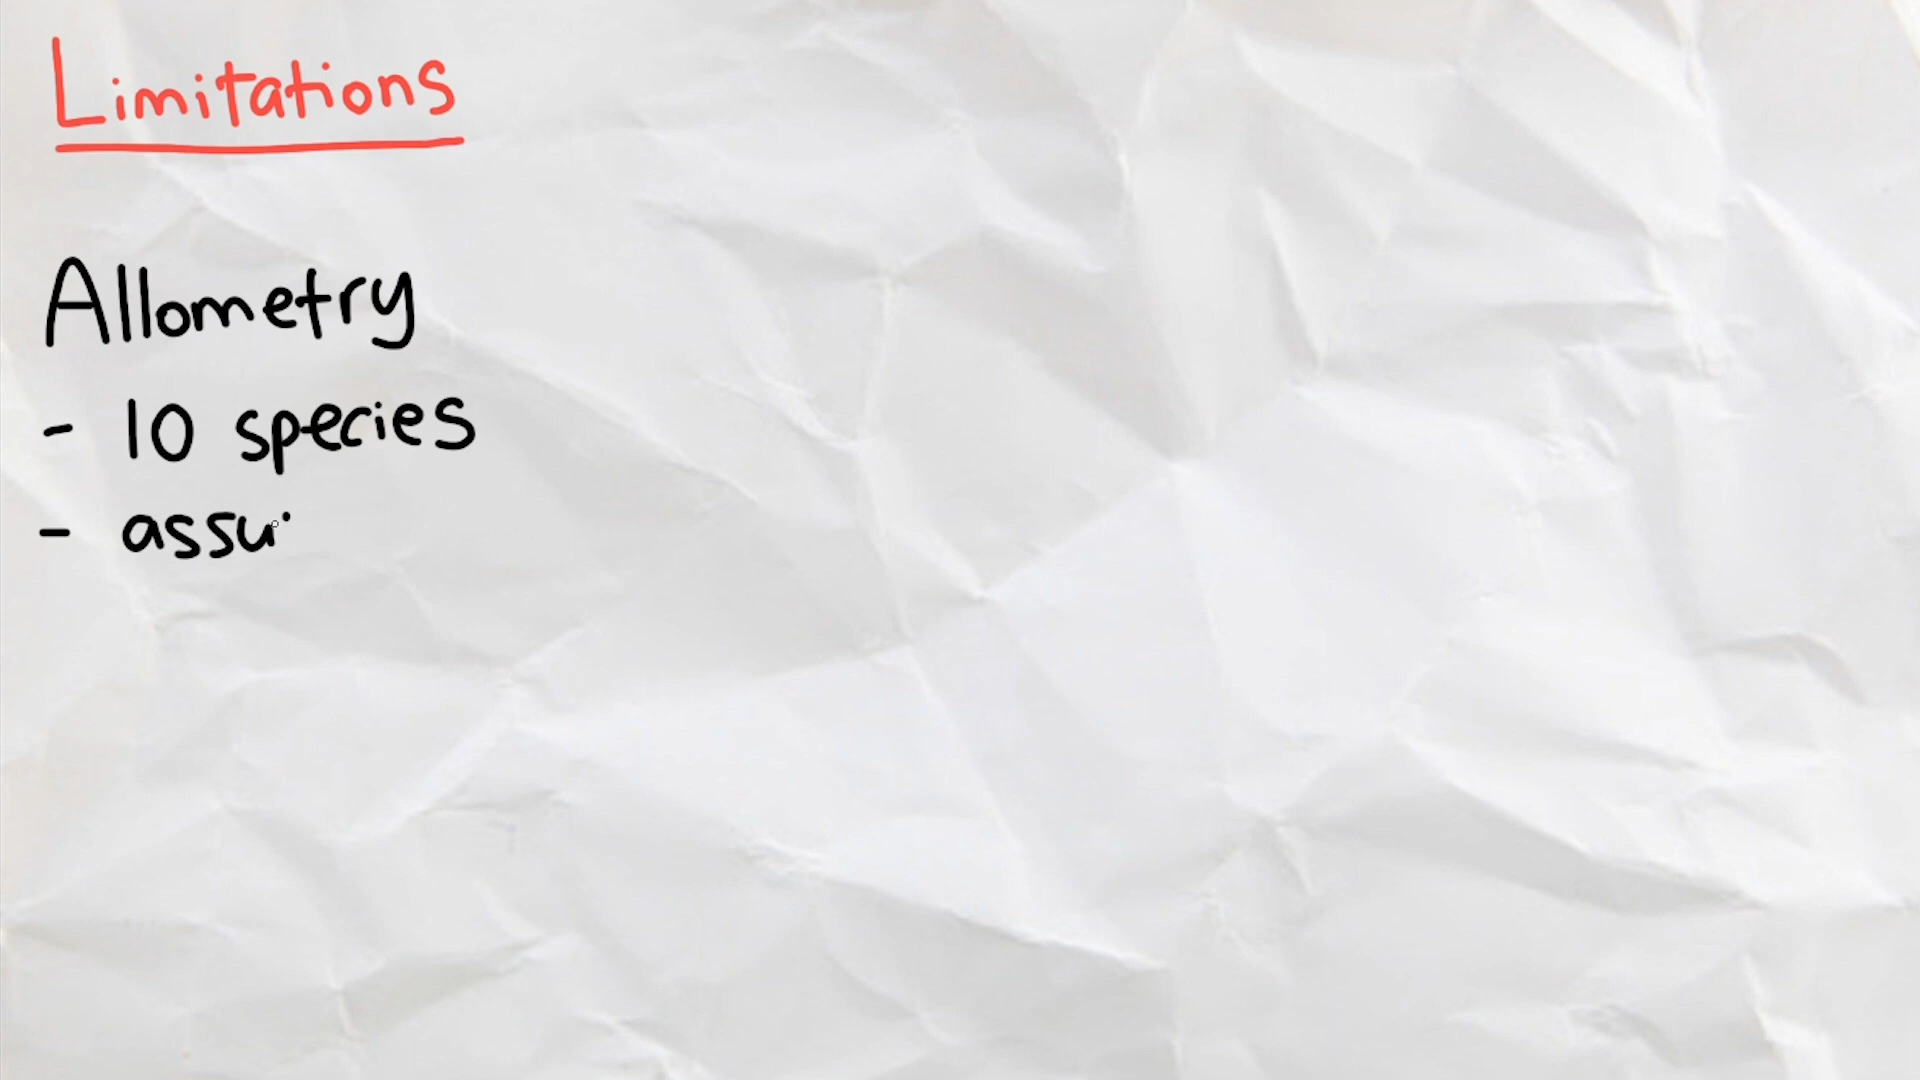 Limitations
Allometry
- 10 species
- assu